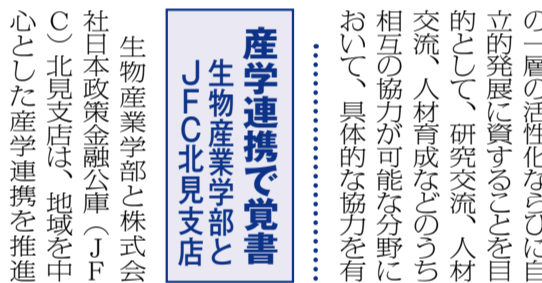 の一層の活性化ならびに自
立的発展に資することを目
的として、研究交流、人材
交流、人材育成などのうち
相互の協力が可能な分野に
おいて、具体的な協力を有
産学連携で覚書
生物産業学部と
ＪＦＣ北見支店
　生物産業学部と株式会
社日本政策金融公庫（ＪＦ
Ｃ）北見支店は、地域を中
心とした産学連携を推進